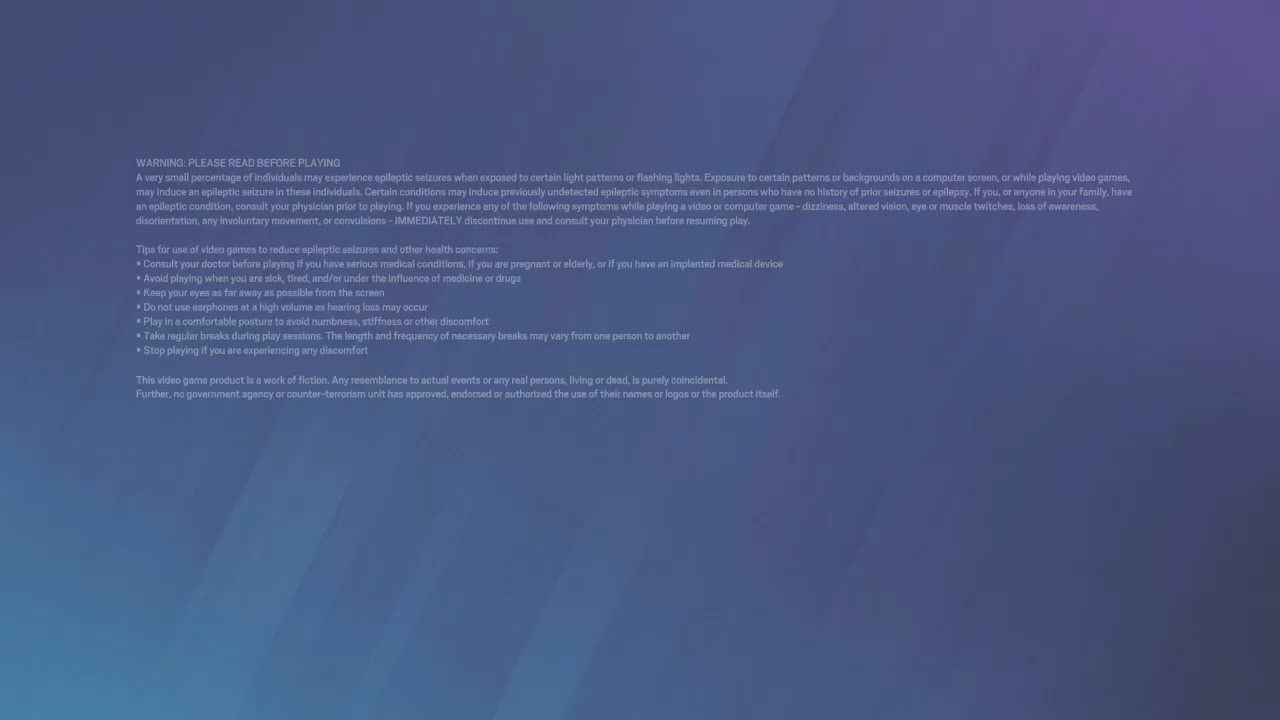 WARNING: PLEASE READ BEFORE PLAYING
A very small percentage of individuals may experience epileptic seizures when exposed to certain light patterns or flashing lights. Exposure to certain patterns or backgrounds on a computer screen, or while playing video games,
may induce an epileptic seizure in these individuals. Certain conditions may induce previously undetected epileptic symptoms even in persons who have no history of prior seizures or epilepsy. If you, or anyone in your family, have
an epileptic condition, consult your physician prior to playing. If you experience any of the following symptoms while playing a video or computer game - dizziness, altered vision, eye or muscle twitches, loss of awareness,
disorientation, any involuntary movement, or convulsions - IMMEDIATELY discontinue use and consult your physician before resuming play.
Tips for use of video games to reduce epileptic seizures and other health concerns:
• Consult your doctor before playing if you have serious medical conditions, if you are pregnant or elderly, or if you have an implanted medical device
• Avoid playing when you are sick, tired, and/or under the influence of medicine or drugs
• Keep your eyes as far away as possible from the screen
• Do not use earphones at a high volume as hearing loss may occur
• Play in a comfortable posture to avoid numbness, stiffness or other discomfort
• Take regular breaks during play sessions. The length and frequency of necessary breaks may vary from one person to another
• Stop playing if you are experiencing any discomfort
This video game product is a work of fiction. Any resemblance to actual events or any real persons, living or dead, is purely coincidental.
Further, no government agency or counter-terrorism unit has approved, endorsed or authorized the use of their names or logos or the product itself.